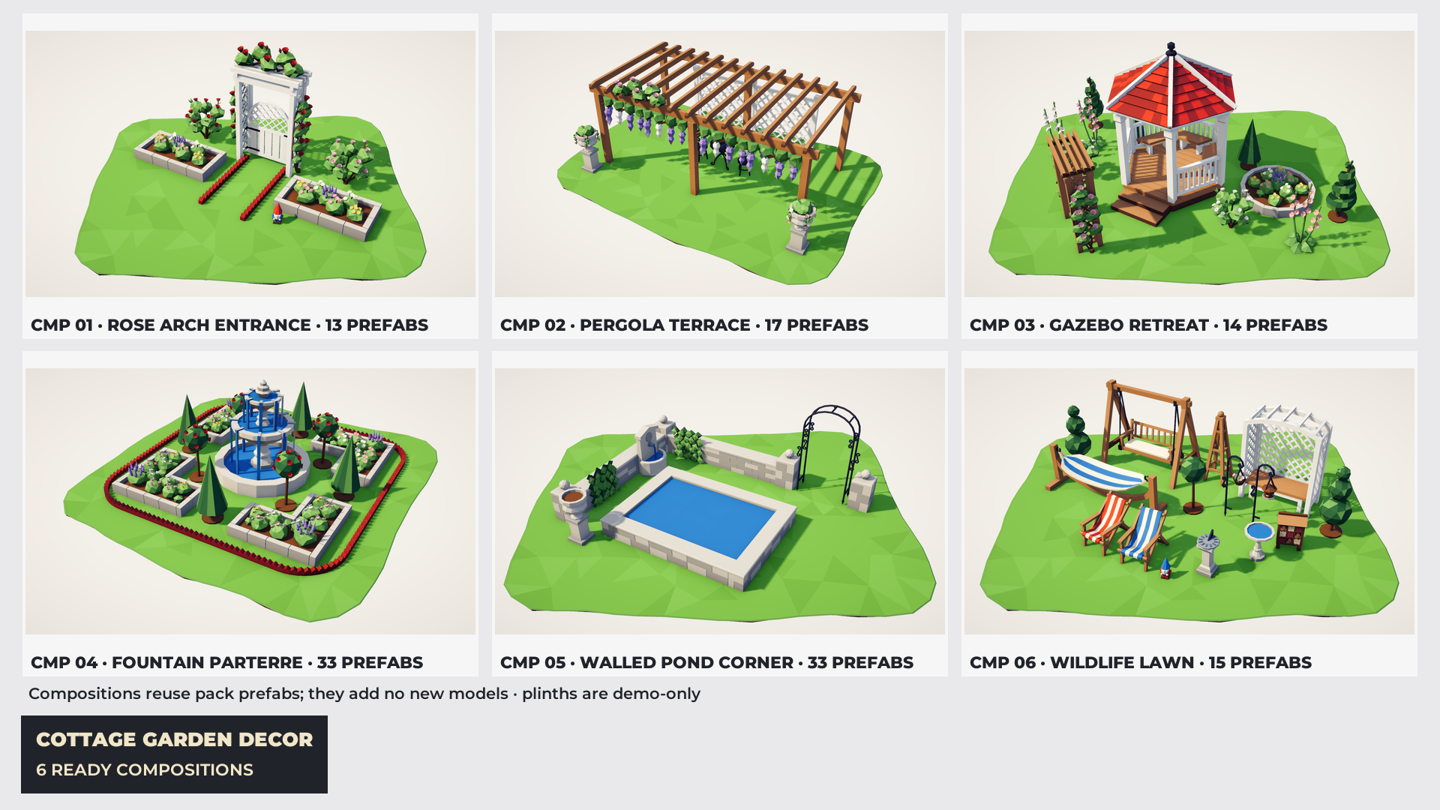 CMP 01 · ROSE ARCH ENTRANCE · 13 PREFABS
CMP 02 · PERGOLA TERRACE · 17 PREFABS
CMP 03 · GAZEBO RETREAT · 14 PREFABS
CMP 04 · FOUNTAIN PARTERRE · 33 PREFABS
CMP 05 · WALLED POND CORNER · 33 PREFABS
CMP 06 · WILDLIFE LAWN · 15 PREFABS
Compositions reuse pack prefabs; they add no new models · plinths are demo-only
COTTAGE GARDEN DECOR
6 READY COMPOSITIONS